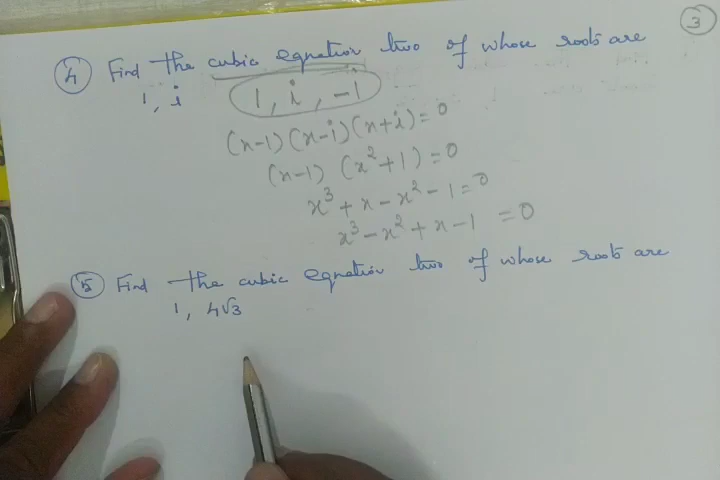 3
4 Find the cubic equation two of whose roots are
1, i 1, i, -i
(x-1) (x-i) (x+i) = 0
(x-1) (x²+1) = 0
x³ + x - x² - 1 = 0
x³ - x² + x - 1 = 0
5 Find the cubic equation two of whose roots are
1, 4√3